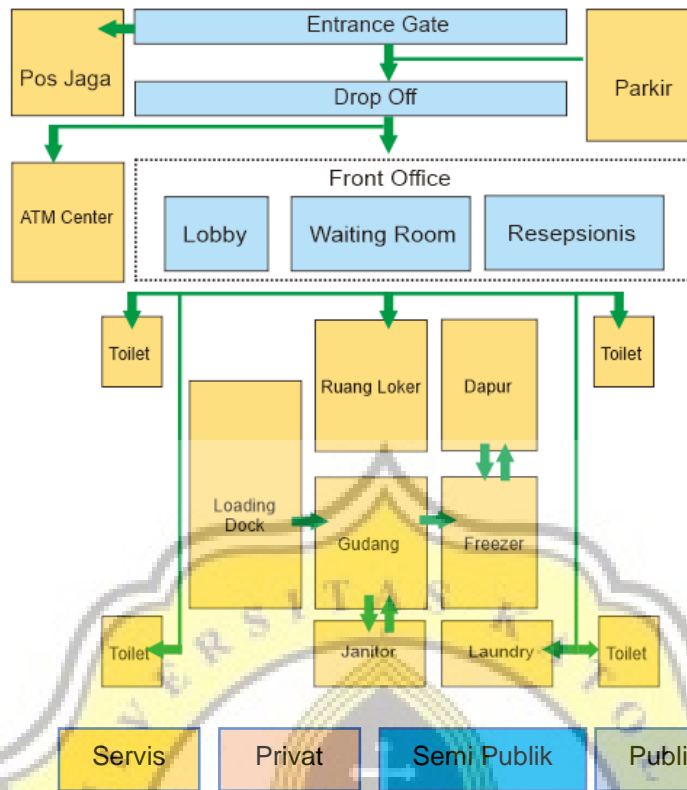 Entrance Gate
Pos Jaga
Parkir
Drop Off
ATM Center
Front Office
Lobby
Waiting Room
Resepsionis
Toilet
Ruang Loker
Dapur
Toilet
Loading
Dock
Gudang
Freezer
Toilet
Janitor
Laundry
Toilet
Servis
Privat
Semi Publik
Publi